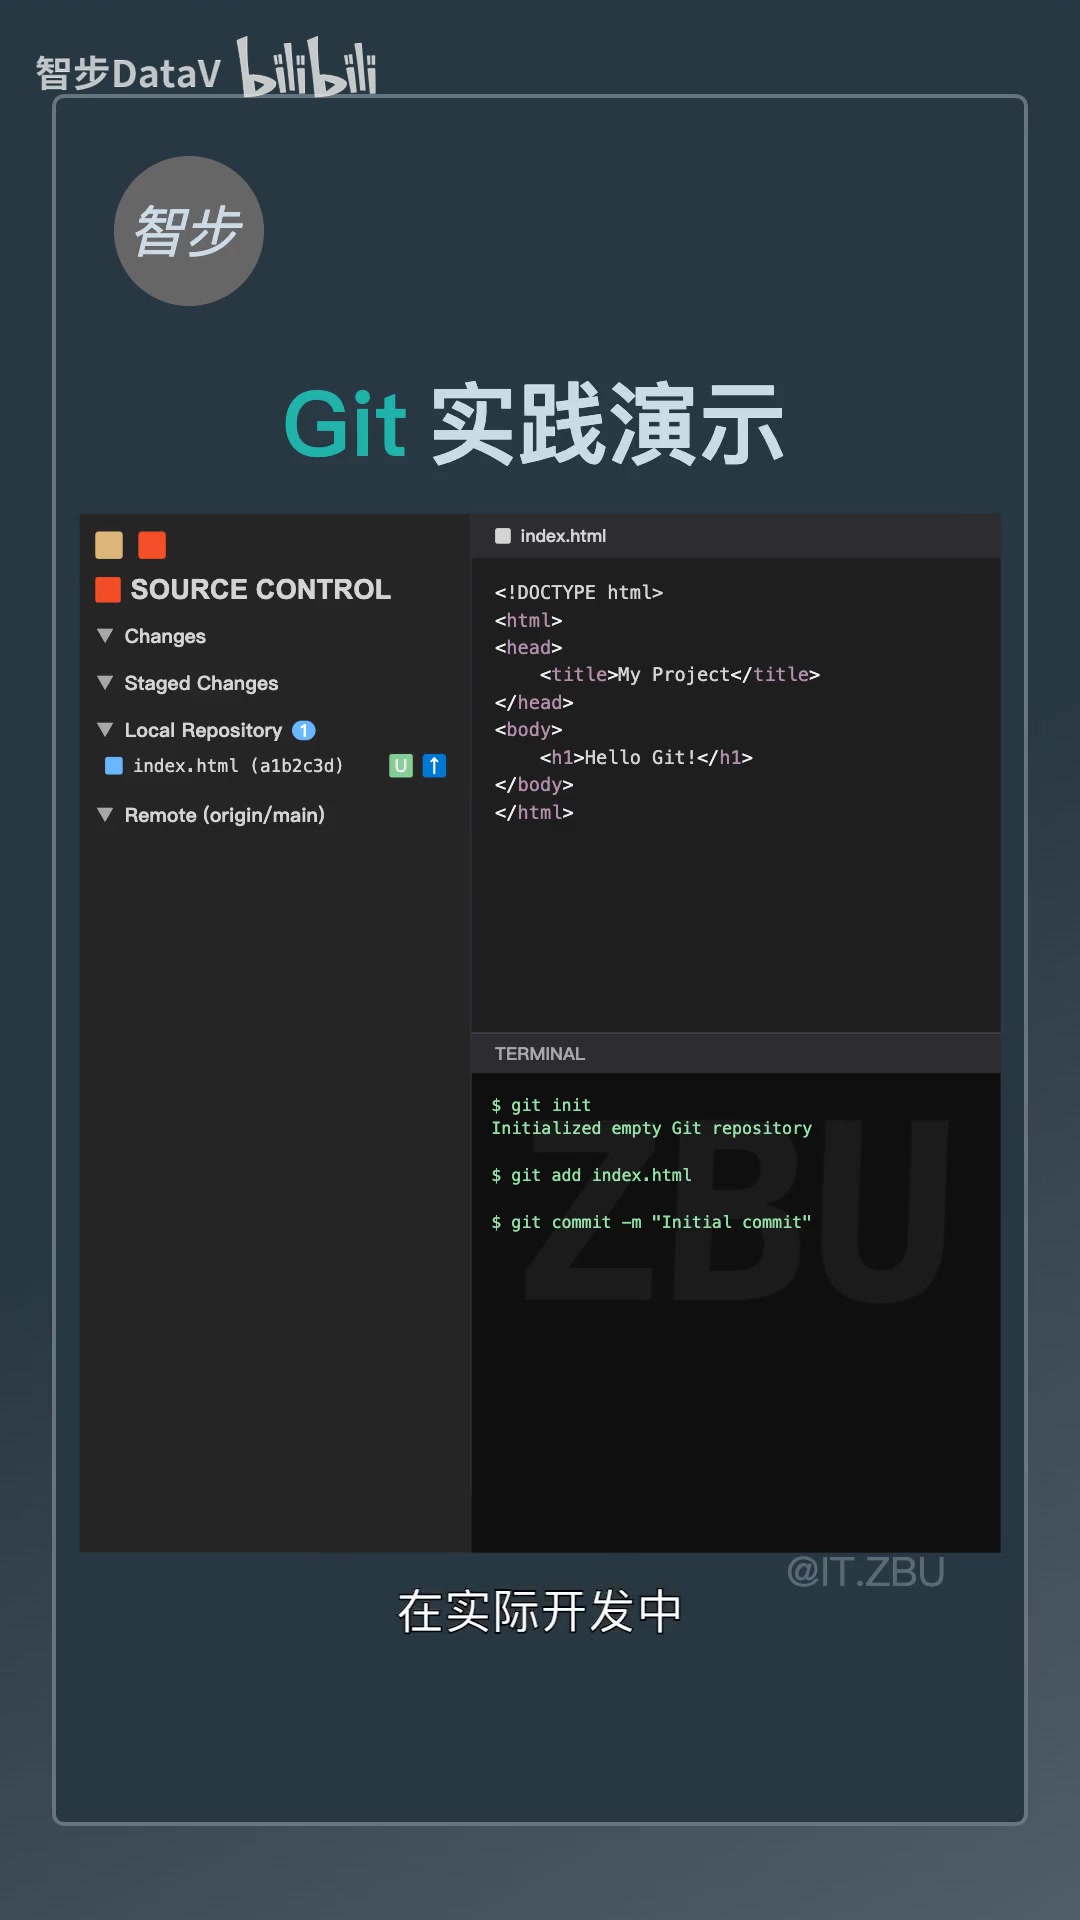 智步DataV bilibili
智步
Git 实践演示
SOURCE CONTROL
Changes
Staged Changes
Local Repository 1
index.html (a1b2c3d) U ↑
Remote (origin/main)
index.html
<!DOCTYPE html>
<html>
<head>
    <title>My Project</title>
</head>
<body>
    <h1>Hello Git!</h1>
</body>
</html>
TERMINAL
$ git init
Initialized empty Git repository
$ git add index.html
$ git commit -m "Initial commit"
ZBU
@IT.ZBU
在实际开发中